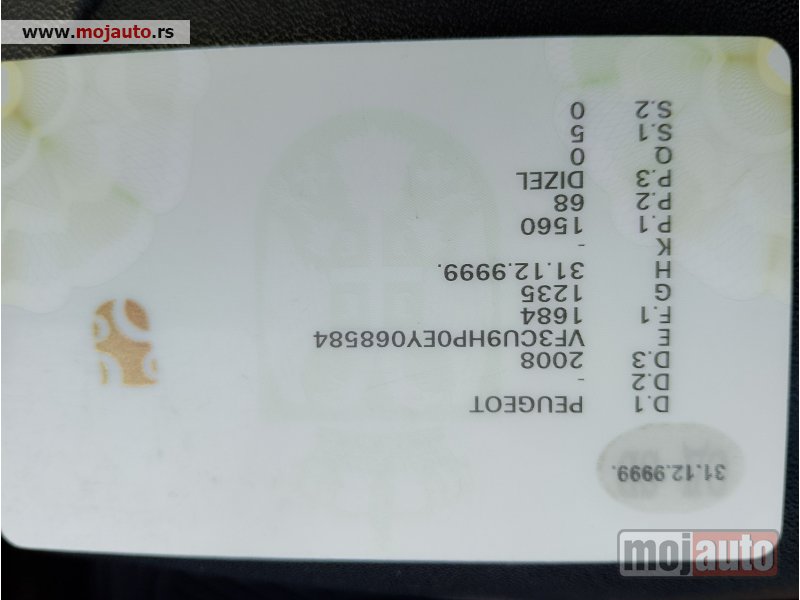 www.mojauto.rs
31.12.9999.
D.1 PEUGEOT
D.2 -
D.3 2008
E VF3CU9HP0EY068584
F.1 1684
G 1235
H 31.12.9999.
K -
P.1 1560
P.2 68
P.3 DIZEL
Q 0
S.1 5
S.2 0
mojauto